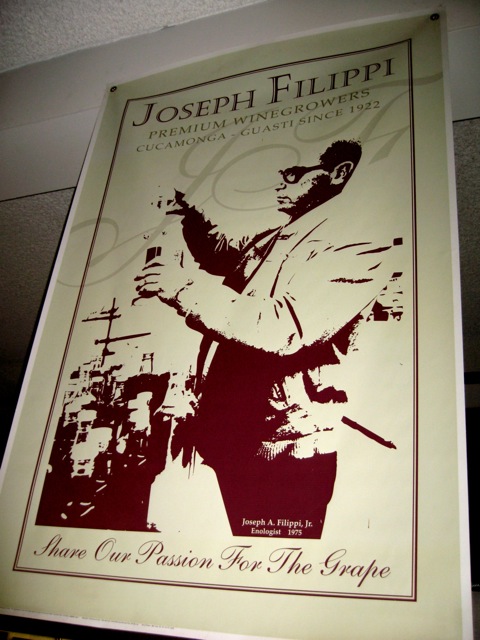 JOSEPH FILIPPI
PREMIUM WINEGROWERS
CUCAMONGA - GUASTI SINCE 1922
JF
Joseph A. Filippi, Jr.
Enologist 1975
Share Our Passion For The Grape